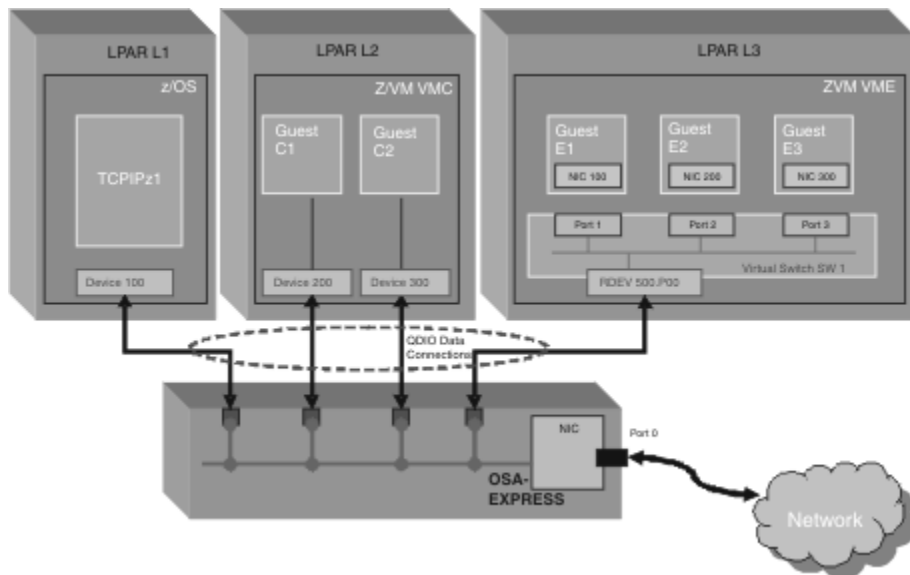 LPAR L1
LPAR L2
LPAR L3
z/OS
Z/VM VMC
ZVM VME
TCPIPz1
Guest
C1
Guest
C2
Guest
E1
Guest
E2
Guest
E3
NIC 100
NIC 200
NIC 300
Port 1
Port 2
Port 3
Virtual Switch SW 1
Device 100
Device 200
Device 300
RDEV 500.P00
QDIO Data
Connections
NIC
Port 0
OSA-
EXPRESS
Network